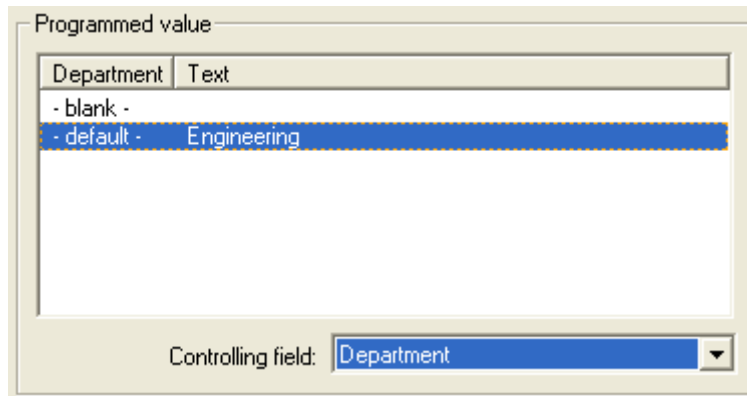 Programmed value
Department Text
- blank -
- default - Engineering
Controlling field: Department